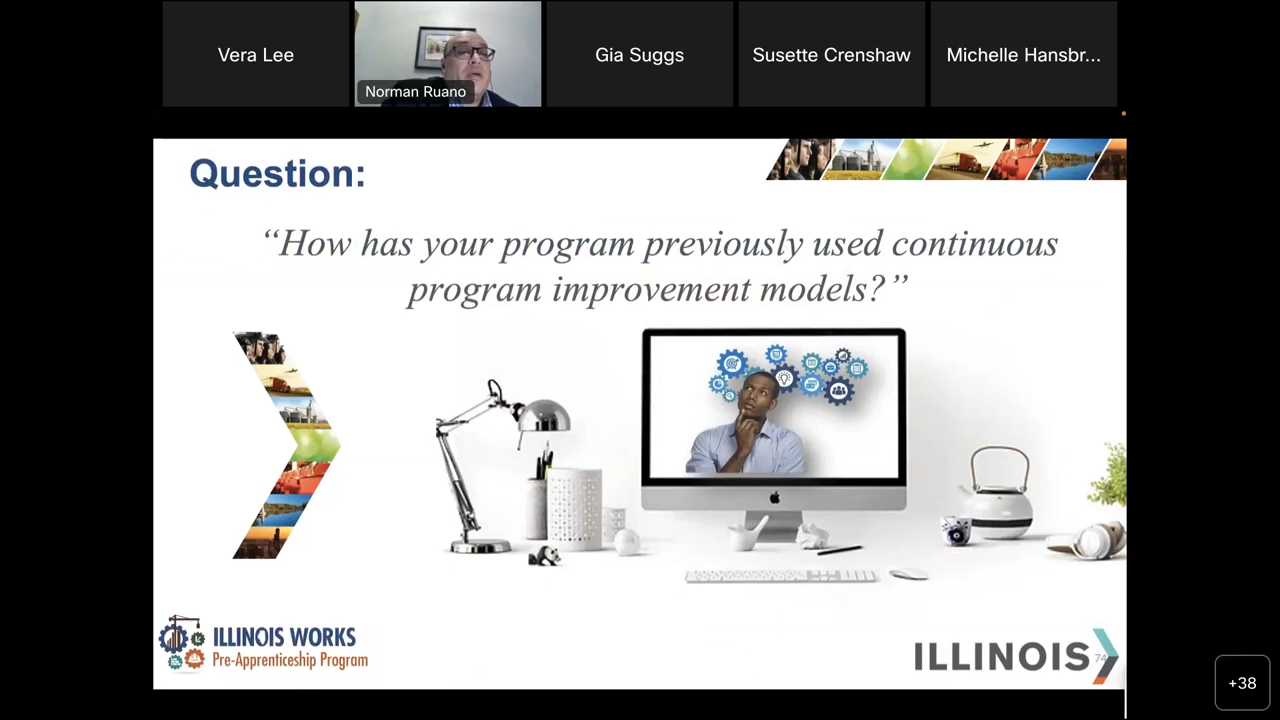 Vera Lee
Norman Ruano
Gia Suggs
Susette Crenshaw
Michelle Hansbr...
Question:
“How has your program previously used continuous
program improvement models?”
ILLINOIS WORKS
Pre-Apprenticeship Program
ILLINOIS
74
+38